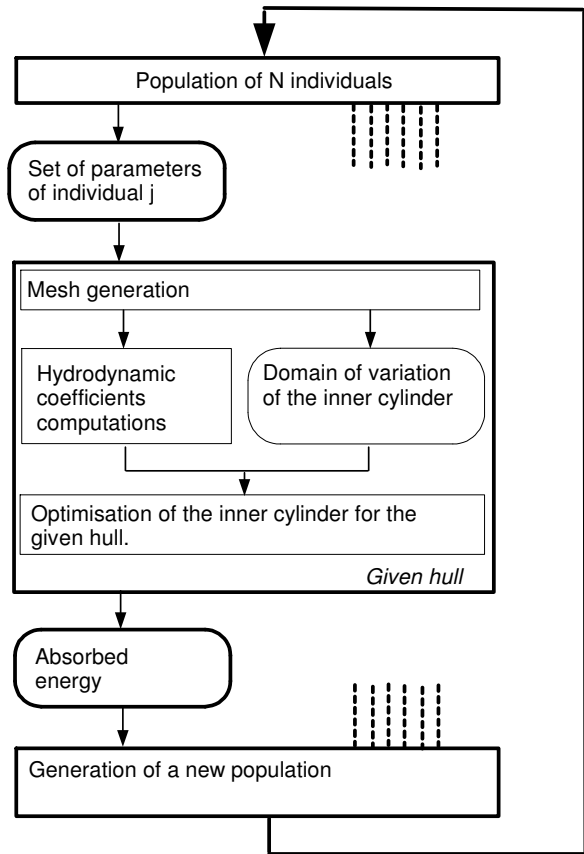 Population of N individuals
Set of parameters
of individual j
Mesh generation
Hydrodynamic
coefficients
computations
Domain of variation
of the inner cylinder
Optimisation of the inner cylinder for the
given hull.
Given hull
Absorbed
energy
Generation of a new population